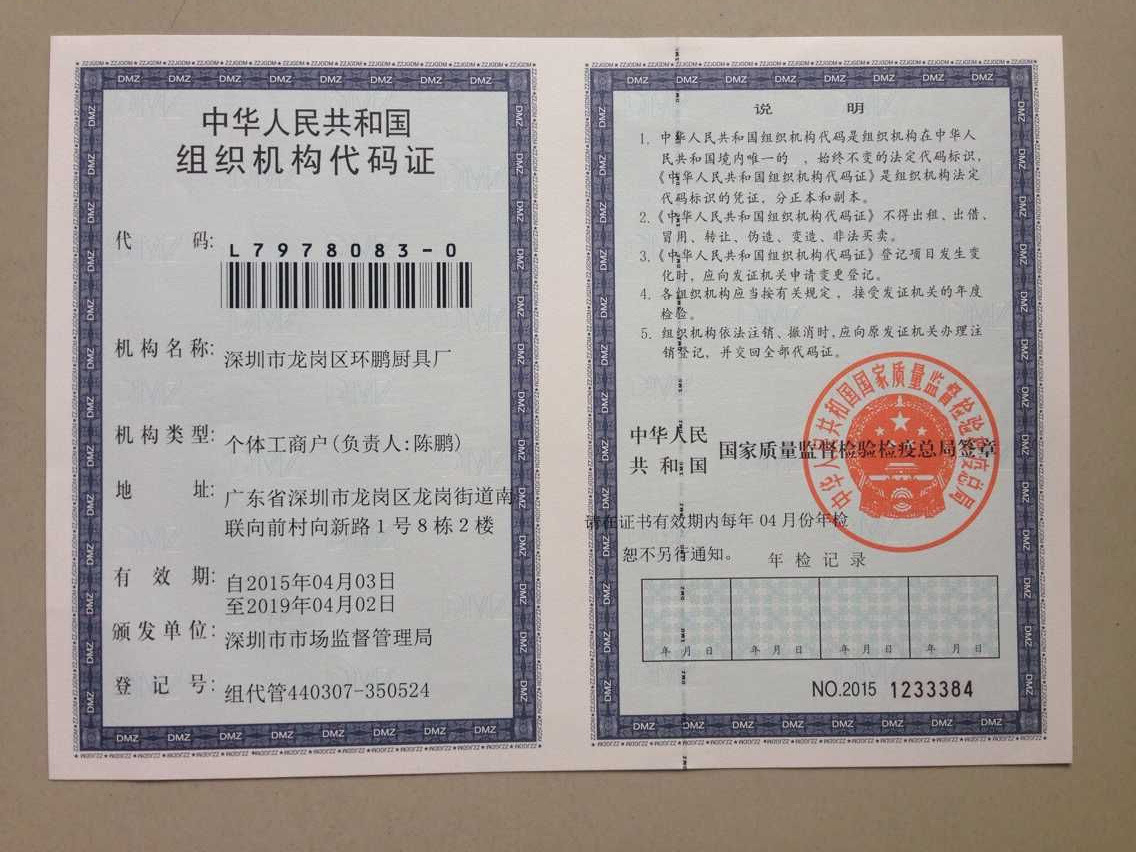 中华人民共和国
组织机构代码证
代 码:
L7978083-0
机构名称: 深圳市龙岗区环鹏厨具厂
机构类型: 个体工商户(负责人:陈鹏)
地 址: 广东省深圳市龙岗区龙岗街道南
联向前村向新路1号8栋2楼
有 效 期: 自2015年04月03日
至2019年04月02日
颁发单位: 深圳市市场监督管理局
登 记 号: 组代管440307-350524
说 明
1. 中华人民共和国组织机构代码是组织机构在中华人
民共和国境内唯一的 、始终不变的法定代码标识,
《中华人民共和国组织机构代码证》是组织机构法定
代码标识的凭证,分正本和副本。
2.《中华人民共和国组织机构代码证》不得出租、出借、
冒用、转让、伪造、变造、非法买卖。
3.《中华人民共和国组织机构代码证》登记项目发生变
化时,应向发证机关申请变更登记。
4. 各组织机构应当按有关规定,接受发证机关的年度
检验。
5. 组织机构依法注销、撤消时,应向原发证机关办理注
销登记,并交回全部代码证。
中华人民
共和国
国家质量监督检验检疫总局签章
中华人民共和国国家质量监督检验检疫总局
请在证书有效期内每年04月份年检
恕不另行通知。
年检记录
年 月 日 年 月 日 年 月 日 年 月 日
NO.2015 1233384
DMZ
ZZJGDM